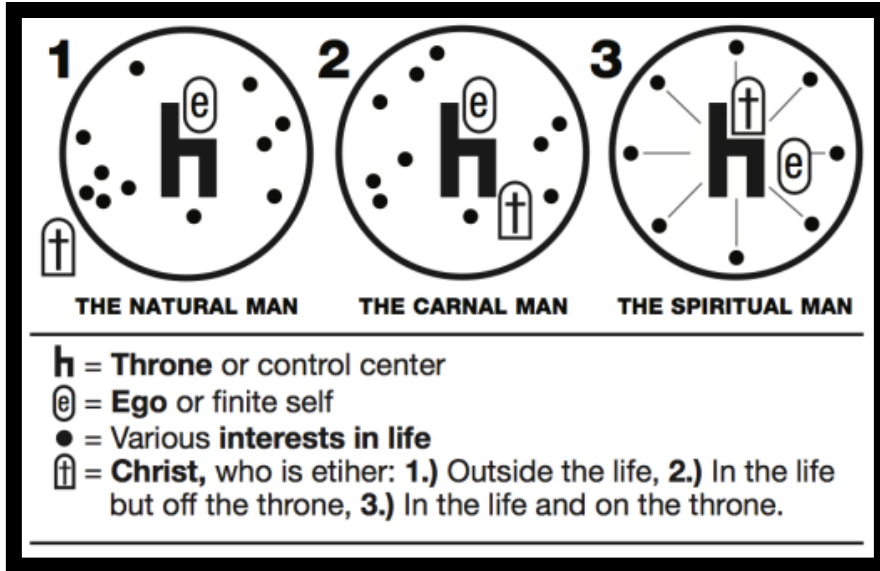 1 2 3
e e e
THE NATURAL MAN THE CARNAL MAN THE SPIRITUAL MAN
= Throne or control center
e = Ego or finite self
● = Various interests in life
= Christ, who is etiher: 1.) Outside the life, 2.) In the life
but off the throne, 3.) In the life and on the throne.